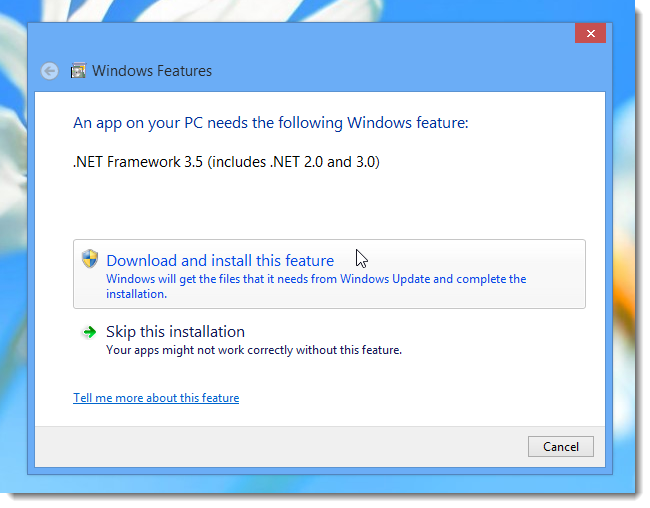 Windows Features
An app on your PC needs the following Windows feature:
.NET Framework 3.5 (includes .NET 2.0 and 3.0)
Download and install this feature
Windows will get the files that it needs from Windows Update and complete the
installation.
Skip this installation
Your apps might not work correctly without this feature.
Tell me more about this feature
Cancel